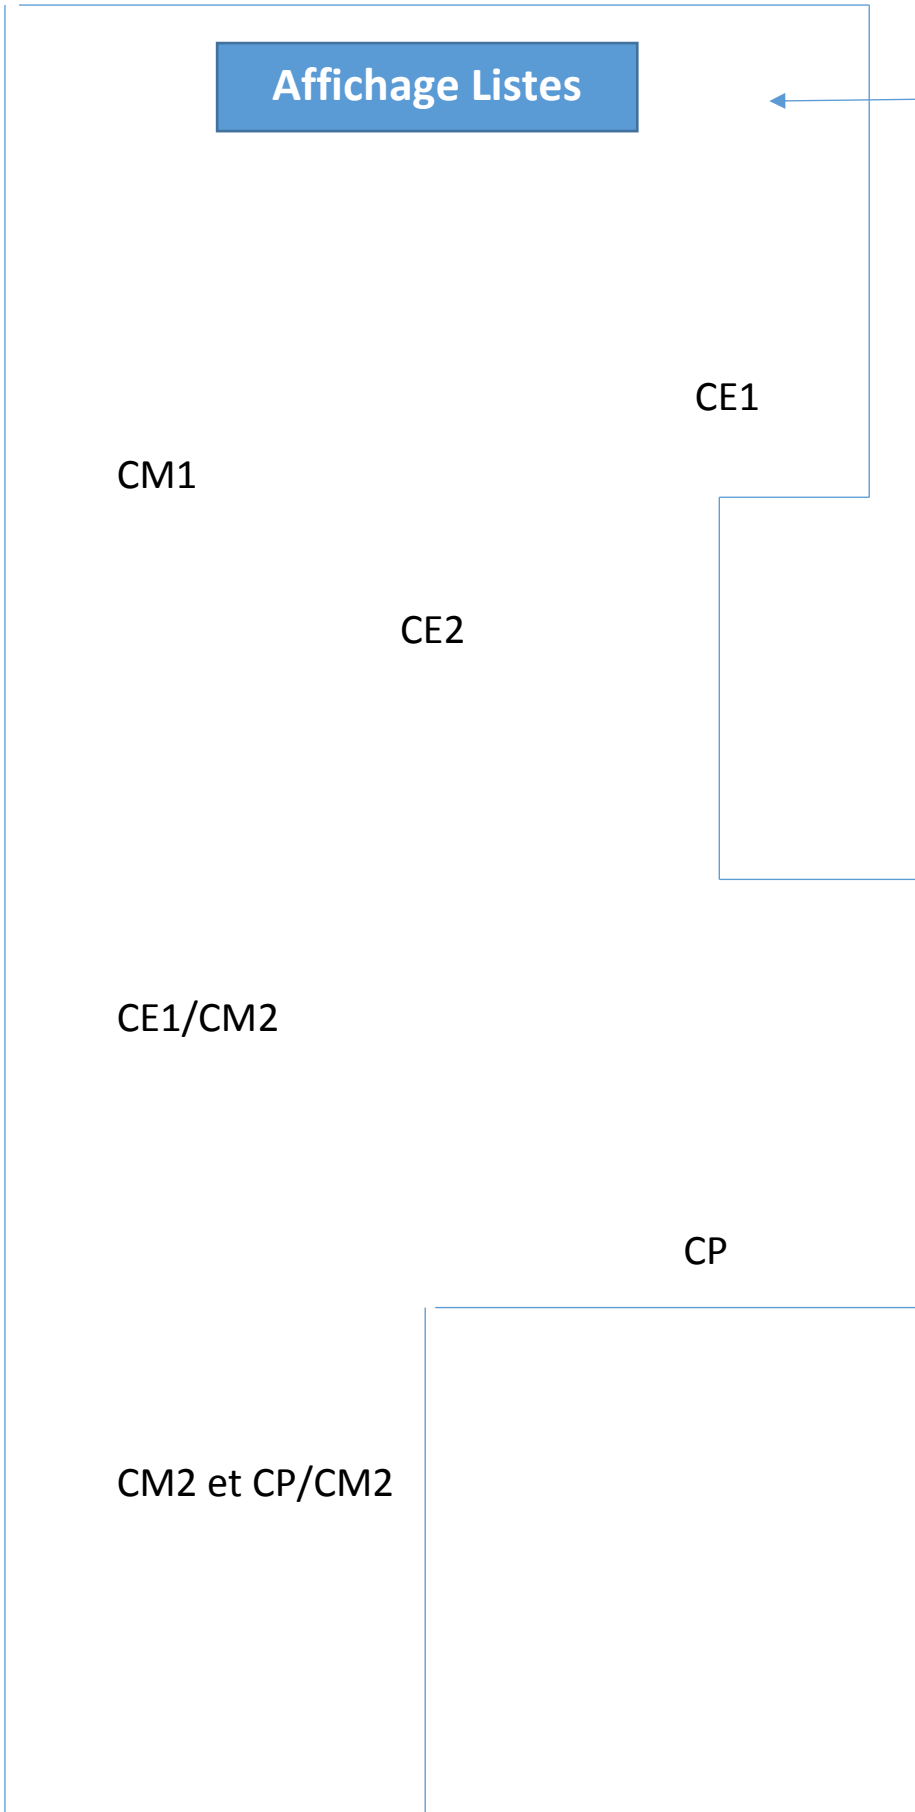 Affichage Listes
CE1
CM1
CE2
CE1/CM2
CP
CM2 et CP/CM2